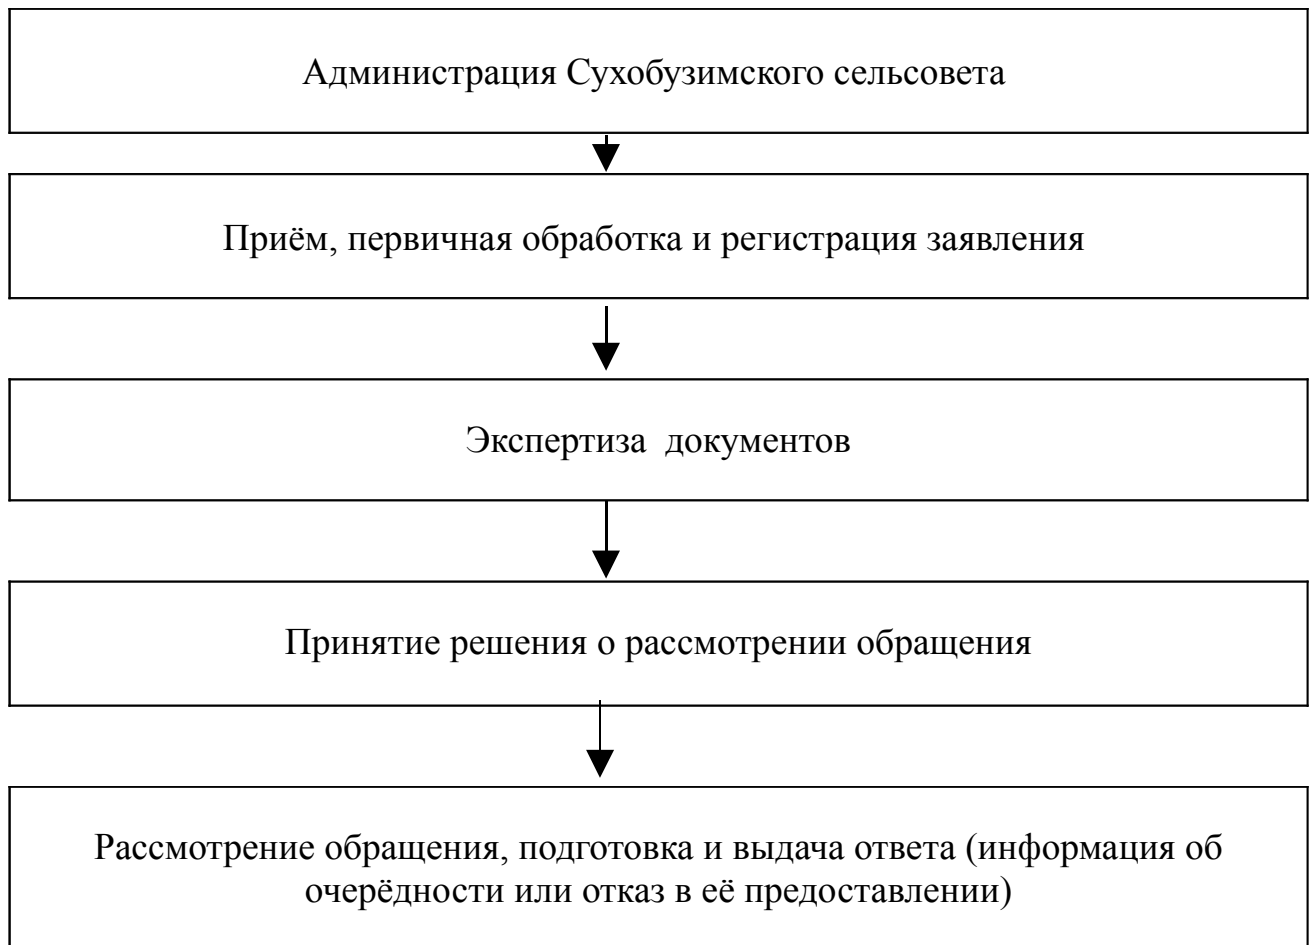 Администрация Сухобузимского сельсовета
Приём, первичная обработка и регистрация заявления
Экспертиза  документов
Принятие решения о рассмотрении обращения
Рассмотрение обращения, подготовка и выдача ответа (информация об
очерёдности или отказ в её предоставлении)